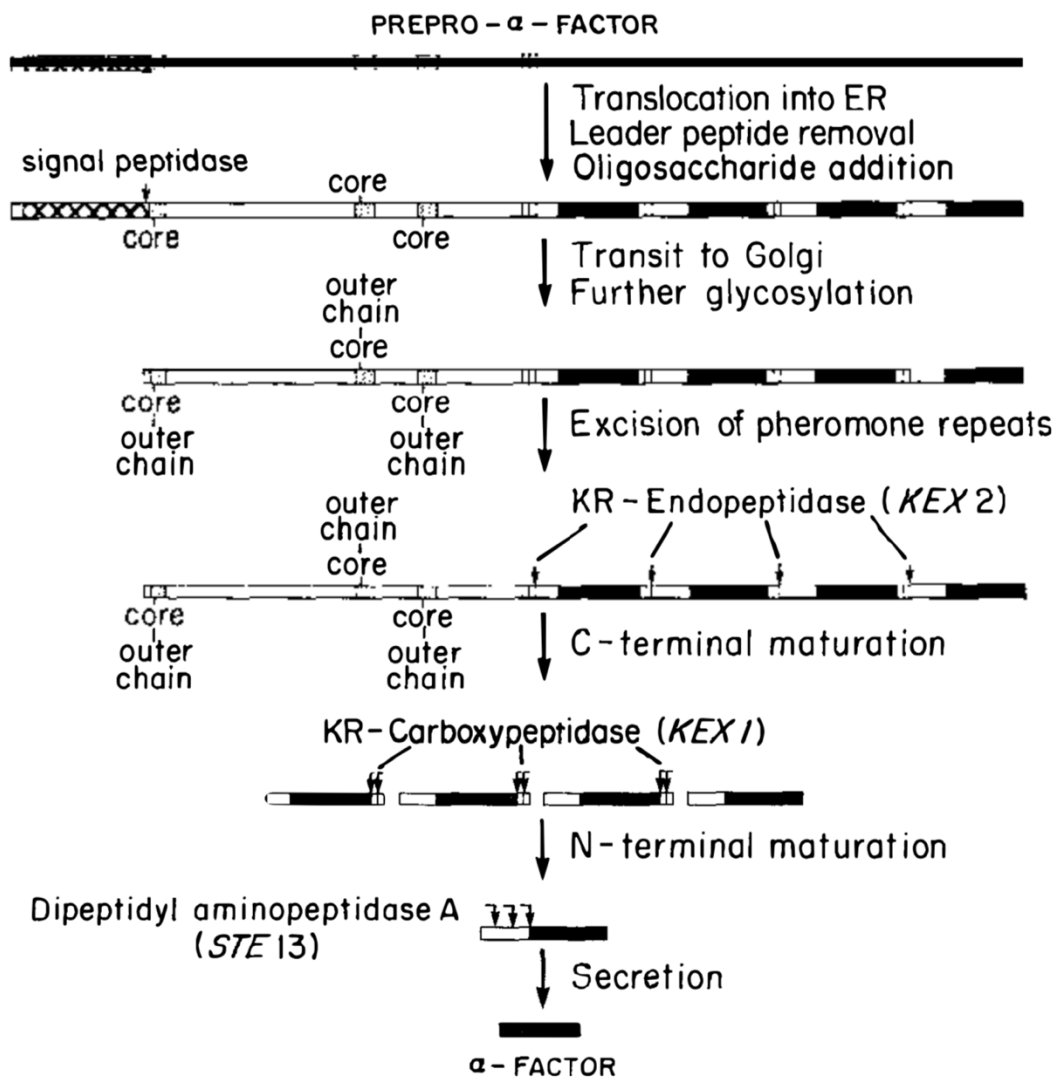 PREPRO-α-FACTOR
Translocation into ER
Leader peptide removal
Oligosaccharide addition
signal peptidase
core
core
core
Transit to Golgi
Further glycosylation
outer
chain
core
core
outer
chain
core
outer
chain
Excision of pheromone repeats
KR-Endopeptidase (KEX2)
outer
chain
core
core
outer
chain
core
outer
chain
C-terminal maturation
KR-Carboxypeptidase (KEX1)
N-terminal maturation
Dipeptidyl aminopeptidase A
(STE13)
Secretion
α-FACTOR